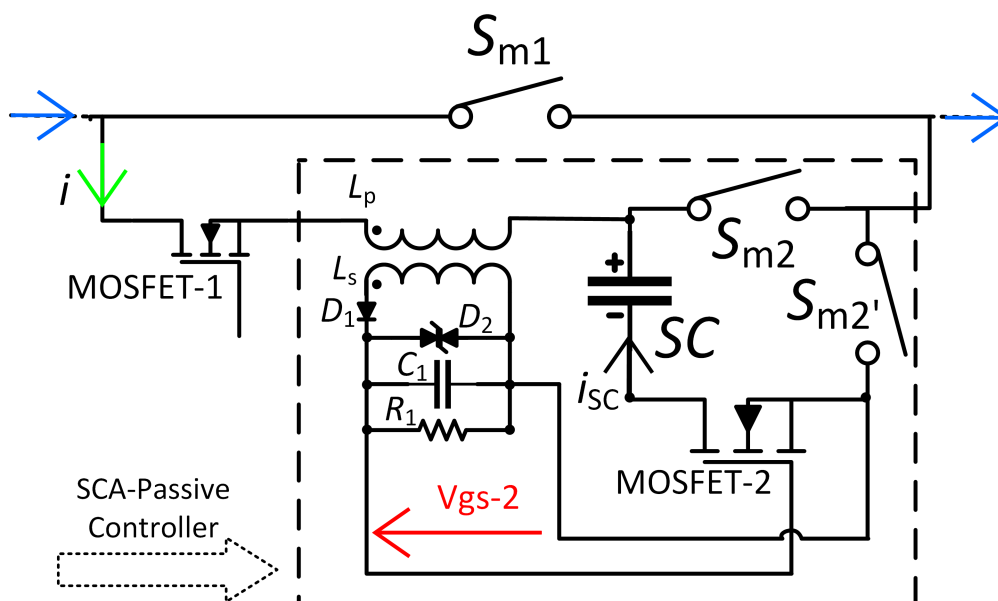 Sm1
i
Lp
MOSFET-1
Ls
D1
D2
C1
R1
+
-
SC
iSC
Sm2
Sm2'
MOSFET-2
Vgs-2
SCA-Passive
Controller